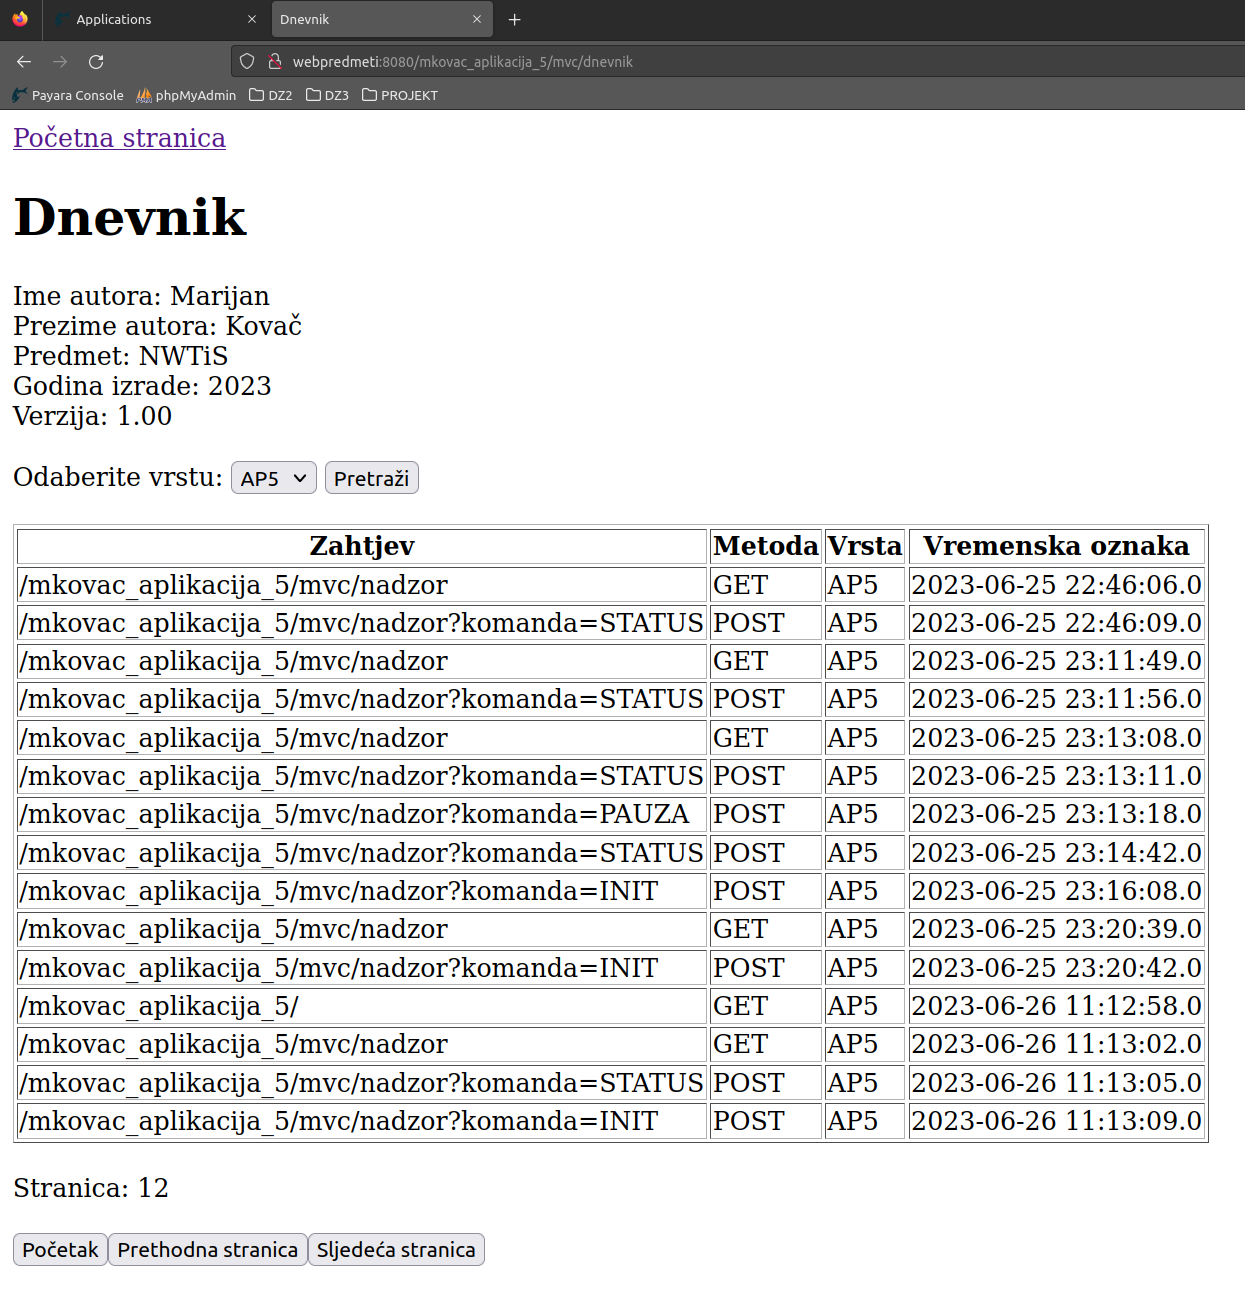 Applications
Dnevnik
webpredmeti:8080/mkovac_aplikacija_5/mvc/dnevnik
Payara Console phpMyAdmin DZ2 DZ3 PROJEKT
Početna stranica
Dnevnik
Ime autora: Marijan
Prezime autora: Kovač
Predmet: NWTiS
Godina izrade: 2023
Verzija: 1.00
Odaberite vrstu: AP5 Pretraži
Zahtjev Metoda Vrsta Vremenska oznaka
/mkovac_aplikacija_5/mvc/nadzor GET AP5 2023-06-25 22:46:06.0
/mkovac_aplikacija_5/mvc/nadzor?komanda=STATUS POST AP5 2023-06-25 22:46:09.0
/mkovac_aplikacija_5/mvc/nadzor GET AP5 2023-06-25 23:11:49.0
/mkovac_aplikacija_5/mvc/nadzor?komanda=STATUS POST AP5 2023-06-25 23:11:56.0
/mkovac_aplikacija_5/mvc/nadzor GET AP5 2023-06-25 23:13:08.0
/mkovac_aplikacija_5/mvc/nadzor?komanda=STATUS POST AP5 2023-06-25 23:13:11.0
/mkovac_aplikacija_5/mvc/nadzor?komanda=PAUZA POST AP5 2023-06-25 23:13:18.0
/mkovac_aplikacija_5/mvc/nadzor?komanda=STATUS POST AP5 2023-06-25 23:14:42.0
/mkovac_aplikacija_5/mvc/nadzor?komanda=INIT POST AP5 2023-06-25 23:16:08.0
/mkovac_aplikacija_5/mvc/nadzor GET AP5 2023-06-25 23:20:39.0
/mkovac_aplikacija_5/mvc/nadzor?komanda=INIT POST AP5 2023-06-25 23:20:42.0
/mkovac_aplikacija_5/ GET AP5 2023-06-26 11:12:58.0
/mkovac_aplikacija_5/mvc/nadzor GET AP5 2023-06-26 11:13:02.0
/mkovac_aplikacija_5/mvc/nadzor?komanda=STATUS POST AP5 2023-06-26 11:13:05.0
/mkovac_aplikacija_5/mvc/nadzor?komanda=INIT POST AP5 2023-06-26 11:13:09.0
Stranica: 12
Početak Prethodna stranica Sljedeća stranica